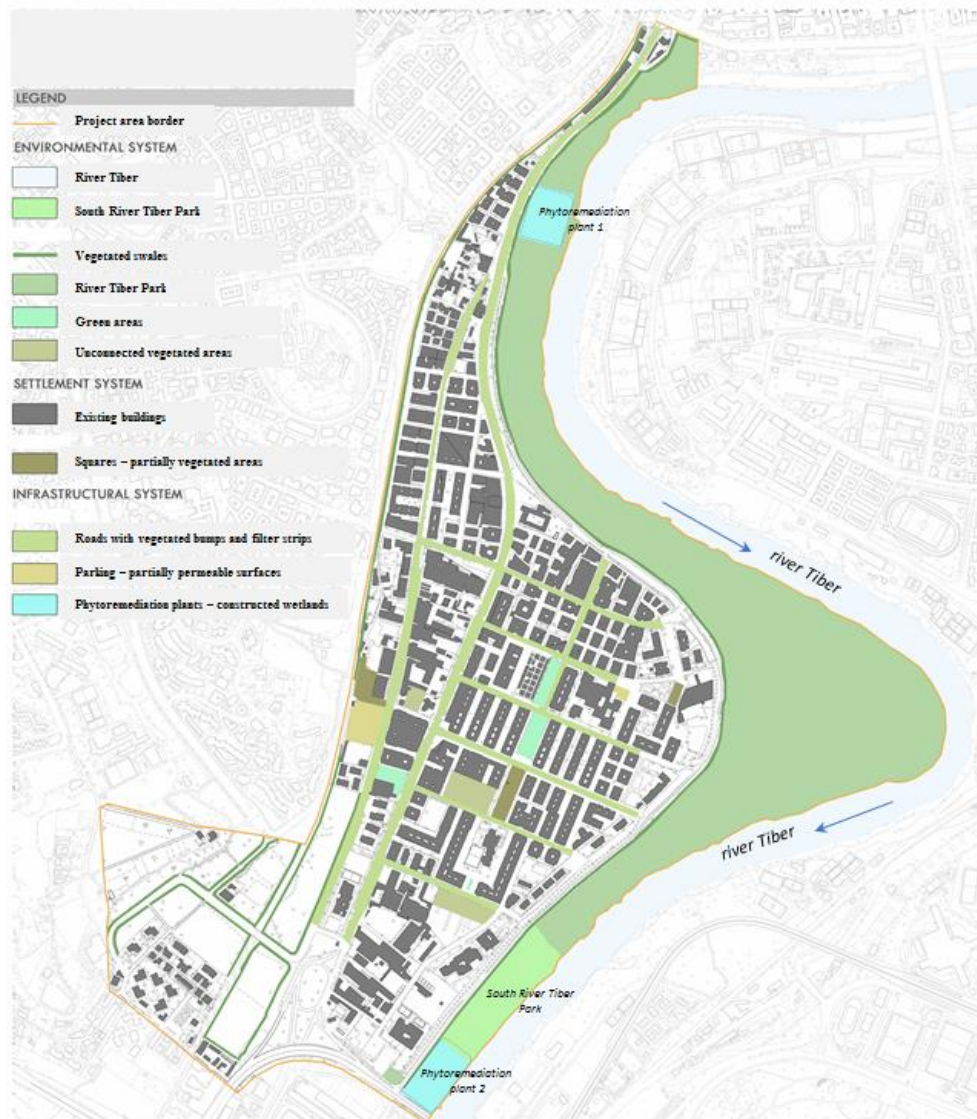 LEGEND
Project area border
ENVIRONMENTAL SYSTEM
River Tiber
South River Tiber Park
Vegetated swales
River Tiber Park
Green areas
Unconnected vegetated areas
SETTLEMENT SYSTEM
Existing buildings
Squares – partially vegetated areas
INFRASTRUCTURAL SYSTEM
Roads with vegetated bumps and filter strips
Parking – partially permeable surfaces
Phytoremediation plants – constructed wetlands
Phytoremediation
plant 1
river Tiber
river Tiber
South River Tiber
Park
Phytoremediation
plant 2